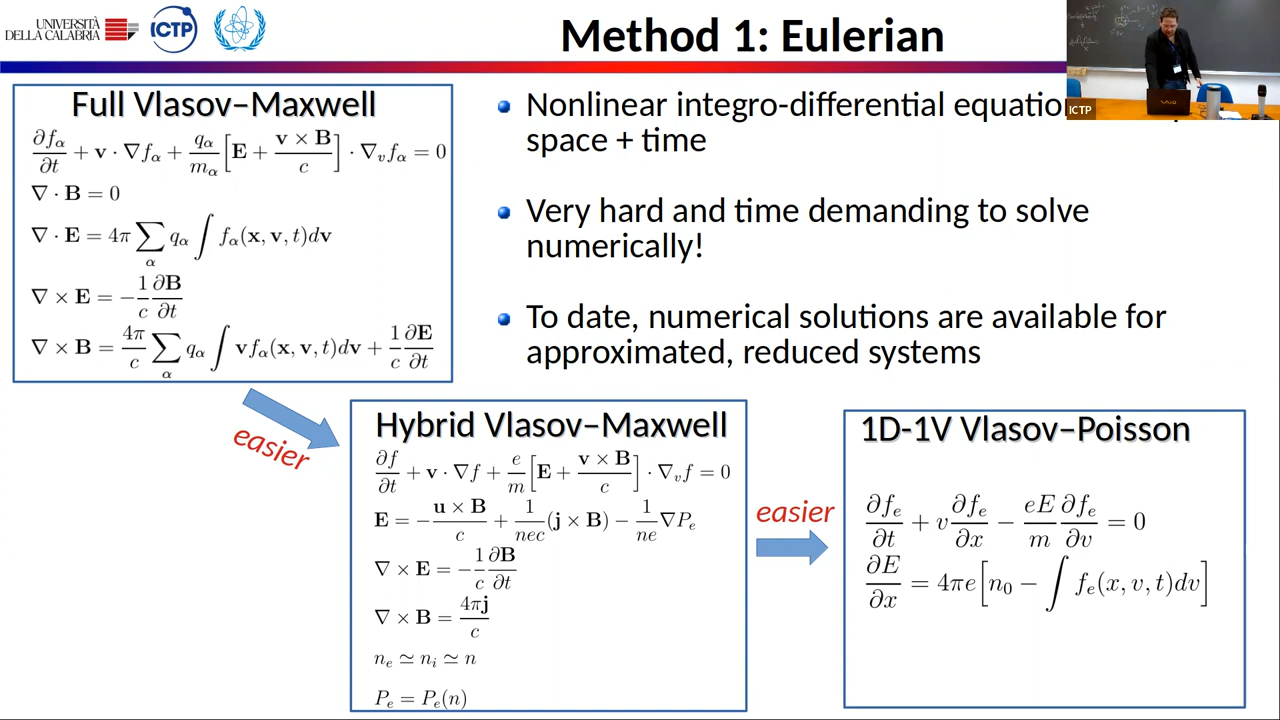 UNIVERSITÀ
DELLA CALABRIA
ICTP
Method 1: Eulerian
ICTP
Full Vlasov–Maxwell
∂f_α/∂t + v · ∇f_α + q_α/m_α [E + (v × B)/c] · ∇_v f_α = 0
∇ · B = 0
∇ · E = 4π ∑_α q_α ∫ f_α(x, v, t)dv
∇ × E = −(1/c) ∂B/∂t
∇ × B = (4π/c) ∑_α q_α ∫ v f_α(x, v, t)dv + (1/c) ∂E/∂t
Nonlinear integro-differential
space + time
Very hard and time demanding to solve
numerically!
To date, numerical solutions are available for
approximated, reduced systems
easier
Hybrid Vlasov–Maxwell
∂f/∂t + v · ∇f + e/m [E + (v × B)/c] · ∇_v f = 0
E = −(u × B)/c + (1/nec)(j × B) − (1/ne)∇P_e
∇ × E = −(1/c) ∂B/∂t
∇ × B = 4πj/c
n_e ≃ n_i ≃ n
P_e = P_e(n)
easier
1D-1V Vlasov–Poisson
∂f_e/∂t + v ∂f_e/∂x − (eE/m) ∂f_e/∂v = 0
∂E/∂x = 4πe[n_0 − ∫ f_e(x, v, t)dv]